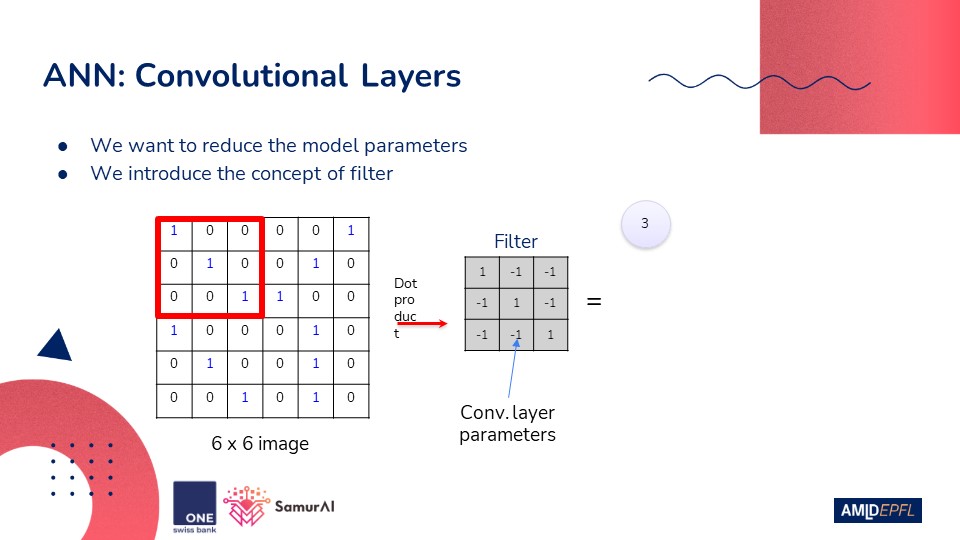 ANN: Convolutional Layers
● We want to reduce the model parameters
● We introduce the concept of filter
1 0 0 0 0 1
0 1 0 0 1 0
0 0 1 1 0 0
1 0 0 0 1 0
0 1 0 0 1 0
0 0 1 0 1 0
6 x 6 image
Dot
pro
duc
t
Filter
1 -1 -1
-1 1 -1
-1 -1 1
=
3
Conv. layer
parameters
ONE
swiss bank
SamurAI
AMLDEPFL